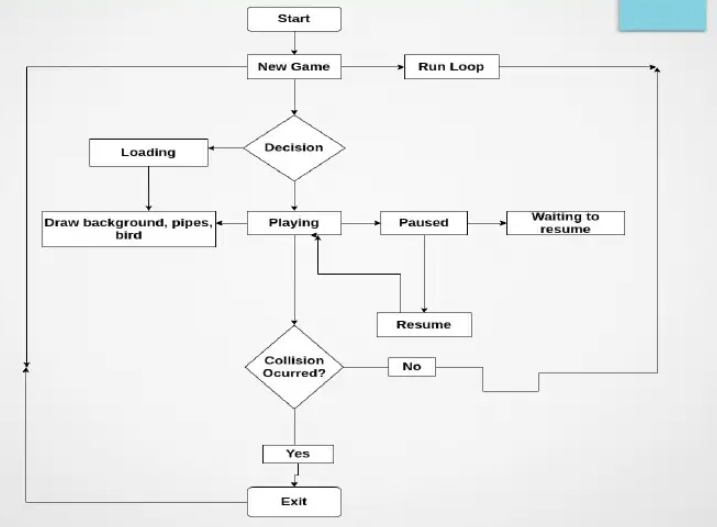 Start
New Game
Run Loop
Decision
Loading
Draw background, pipes,
bird
Playing
Paused
Waiting to
resume
Resume
Collision
Ocurred?
No
Yes
Exit